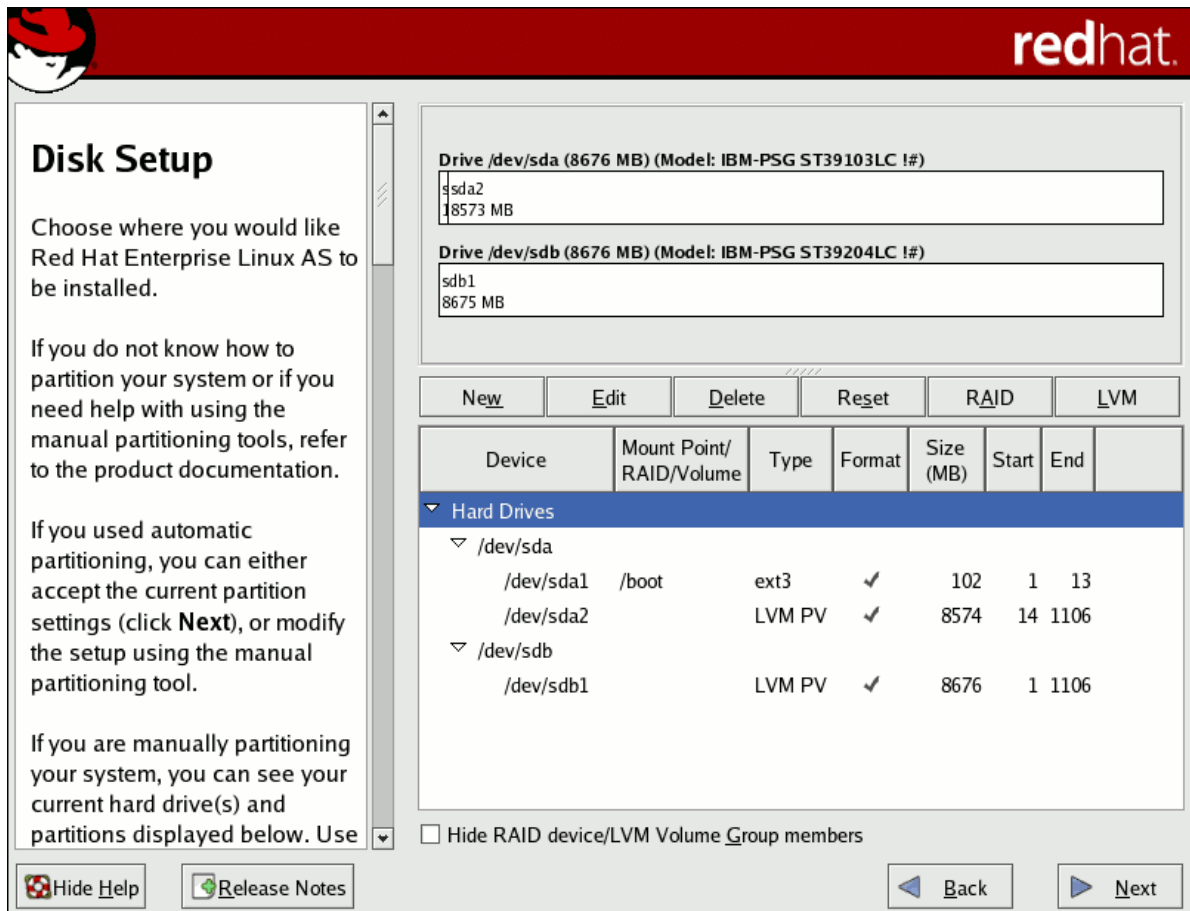 redhat.
Disk Setup
Choose where you would like
Red Hat Enterprise Linux AS to
be installed.
If you do not know how to
partition your system or if you
need help with using the
manual partitioning tools, refer
to the product documentation.
If you used automatic
partitioning, you can either
accept the current partition
settings (click Next), or modify
the setup using the manual
partitioning tool.
If you are manually partitioning
your system, you can see your
current hard drive(s) and
partitions displayed below. Use
Drive /dev/sda (8676 MB) (Model: IBM-PSG ST39103LC !#)
s sda2
1 8573 MB
Drive /dev/sdb (8676 MB) (Model: IBM-PSG ST39204LC !#)
sdb1
8675 MB
New Edit Delete Reset RAID LVM
Device Mount Point/ RAID/Volume Type Format Size (MB) Start End
Hard Drives
/dev/sda
/dev/sda1 /boot ext3 102 1 13
/dev/sda2 LVM PV 8574 14 1106
/dev/sdb
/dev/sdb1 LVM PV 8676 1 1106
Hide RAID device/LVM Volume Group members
Hide Help Release Notes Back Next